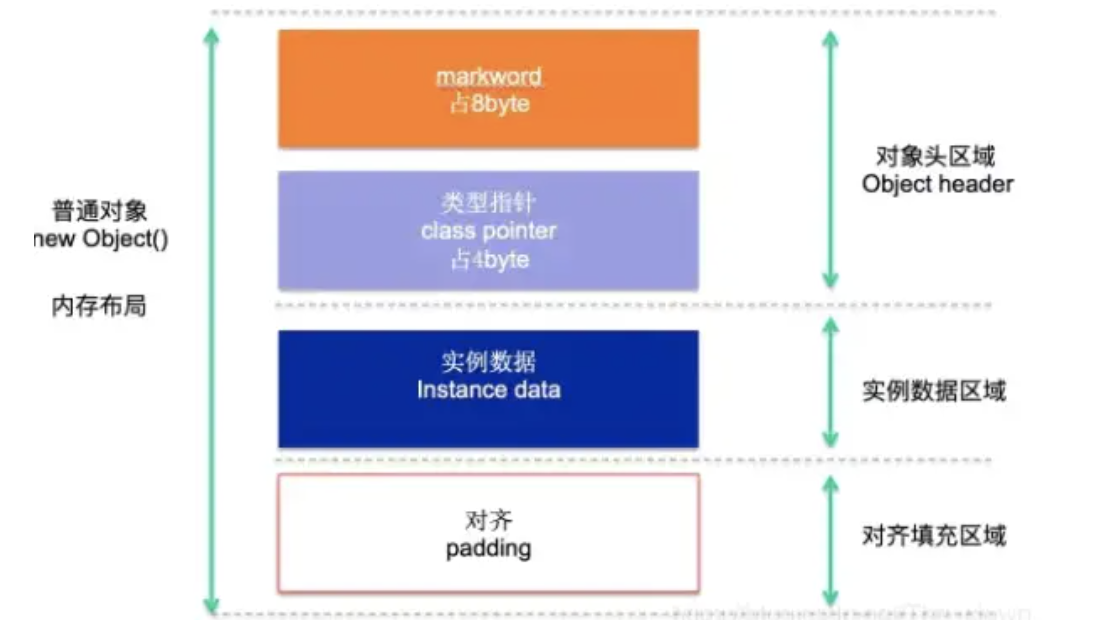 markword
占8byte
类型指针
class pointer
占4byte
对象头区域
Object header
普通对象
new Object()
内存布局
实例数据
Instance data
实例数据区域
对齐
padding
对齐填充区域